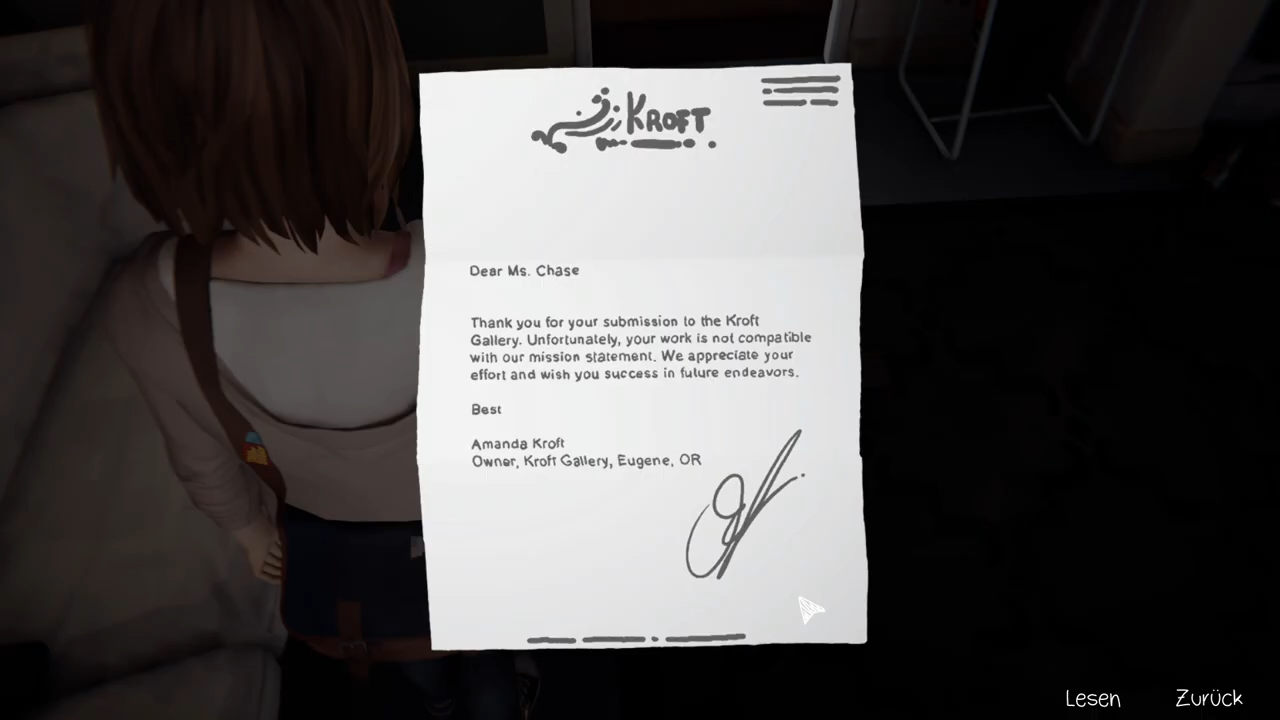 KROFT
Dear Ms. Chase
Thank you for your submission to the Kroft
Gallery. Unfortunately, your work is not compatible
with our mission statement. We appreciate your
effort and wish you success in future endeavors.
Best
Amanda Kroft
Owner, Kroft Gallery, Eugene, OR
Lesen Zurück